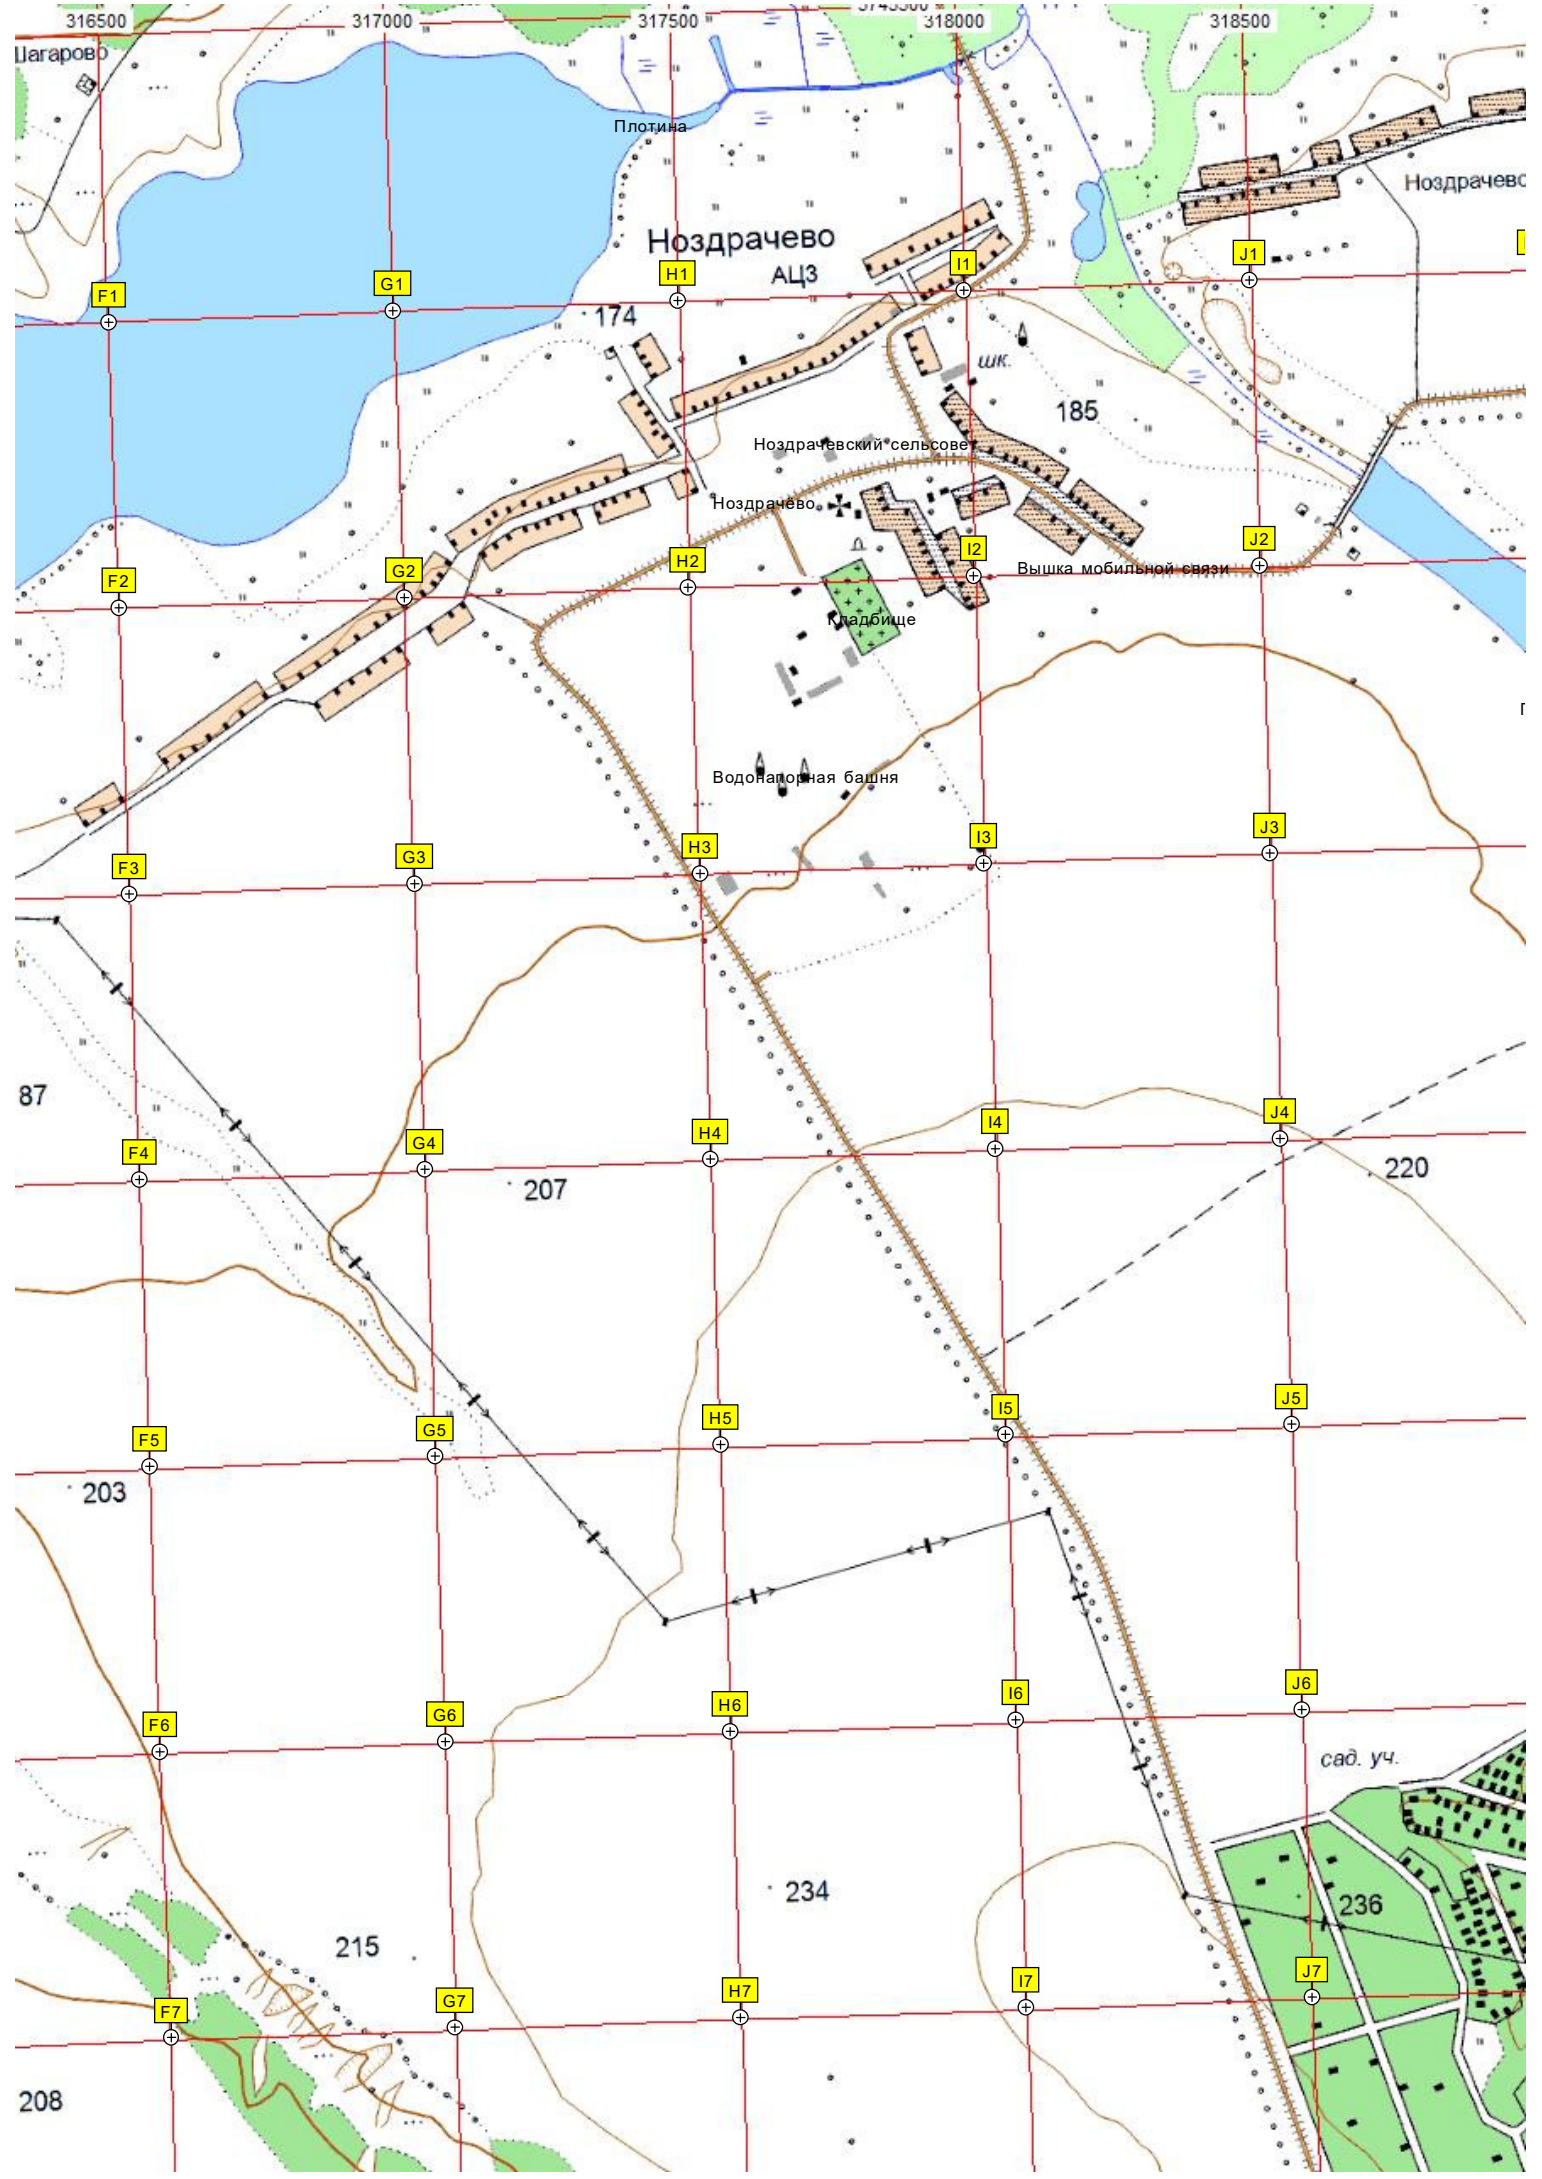 316500 317000 317500 318000 318500
Шагарово
Плотина
Ноздрачево
Ноздрачево
АЦЗ
F1 G1 H1 I1 J1
174
шк.
185
Ноздрачевский сельсовет
Ноздрачёво
Вышка мобильной связи
F2 G2 H2 I2 J2
Кладбище
Водонапорная башня
F3 G3 H3 I3 J3
87
F4 G4 H4 I4 J4
207
220
F5 G5 H5 I5 J5
203
F6 G6 H6 I6 J6
сад. уч.
234
236
215
F7 G7 H7 I7 J7
208